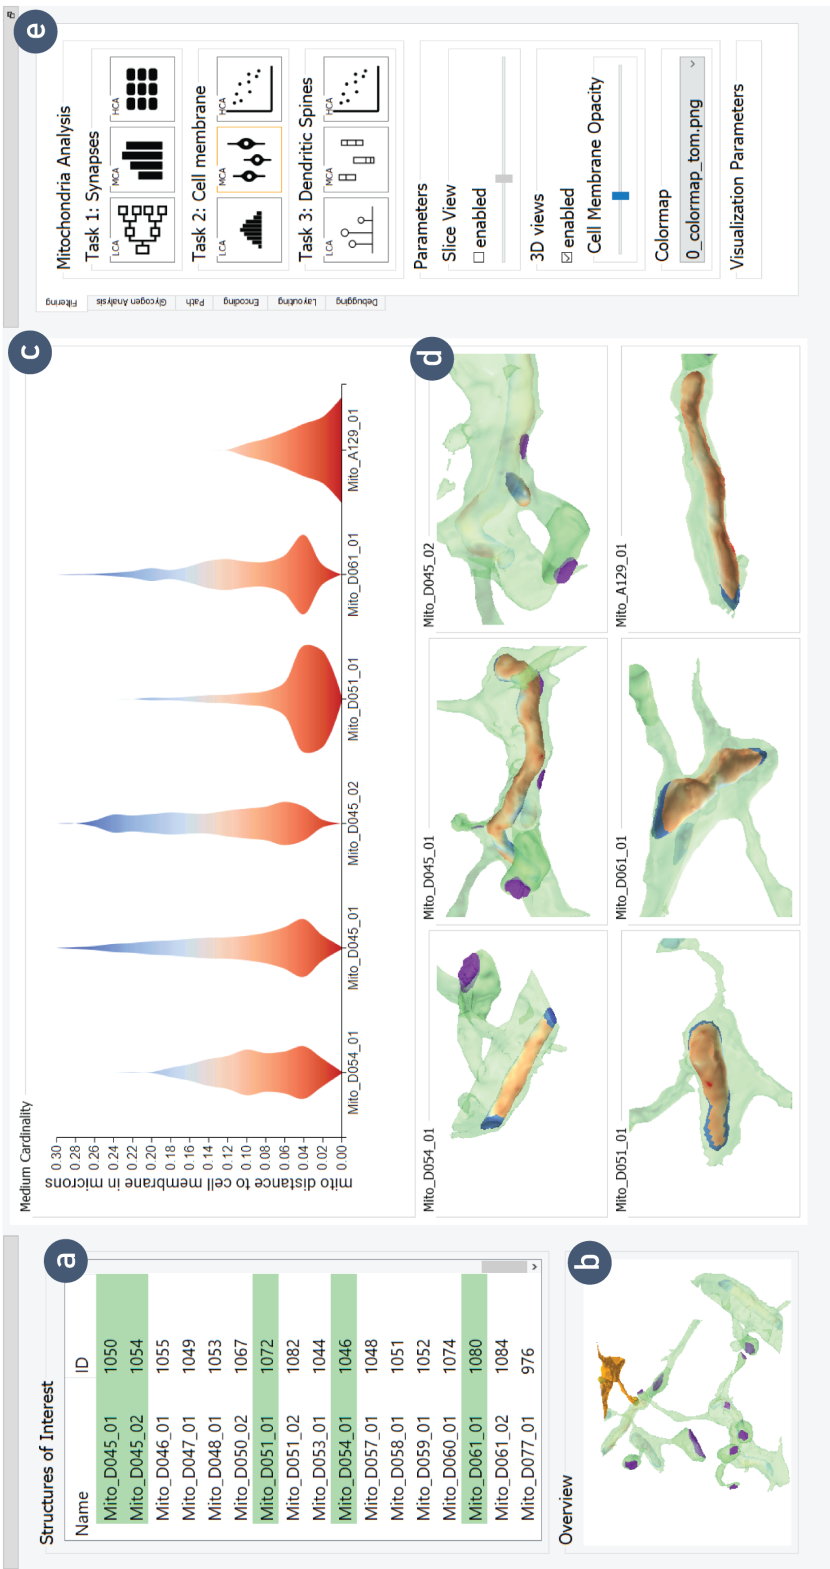 Structures of Interest
a
Name ID
Mito_D045_01 1050
Mito_D045_02 1054
Mito_D046_01 1055
Mito_D047_01 1049
Mito_D048_01 1053
Mito_D050_02 1067
Mito_D051_01 1072
Mito_D051_02 1082
Mito_D053_01 1044
Mito_D054_01 1046
Mito_D057_01 1048
Mito_D058_01 1051
Mito_D059_01 1052
Mito_D060_01 1074
Mito_D061_01 1080
Mito_D061_02 1084
Mito_D077_01 976
Overview
b
Medium Cardinality
c
mito distance to cell membrane in microns
0.30
0.28
0.26
0.24
0.22
0.20
0.18
0.16
0.14
0.12
0.10
0.08
0.06
0.04
0.02
0.00
Mito_D054_01 Mito_D045_01 Mito_D045_02 Mito_D051_01 Mito_D061_01 Mito_A129_01
d
Mito_D054_01 Mito_D045_01 Mito_D045_02
Mito_D051_01 Mito_D061_01 Mito_A129_01
e
Filtering
Glycogen Analysis
Path
Encoding
Layouting
Debugging
Mitochondria Analysis
Task 1: Synapses
LCA MCA HCA
Task 2: Cell membrane
LCA MCA HCA
Task 3: Dendritic Spines
LCA MCA HCA
Parameters
Slice View
enabled
3D views
enabled
Cell Membrane Opacity
Colormap
0_colormap_tom.png
Visualization Parameters